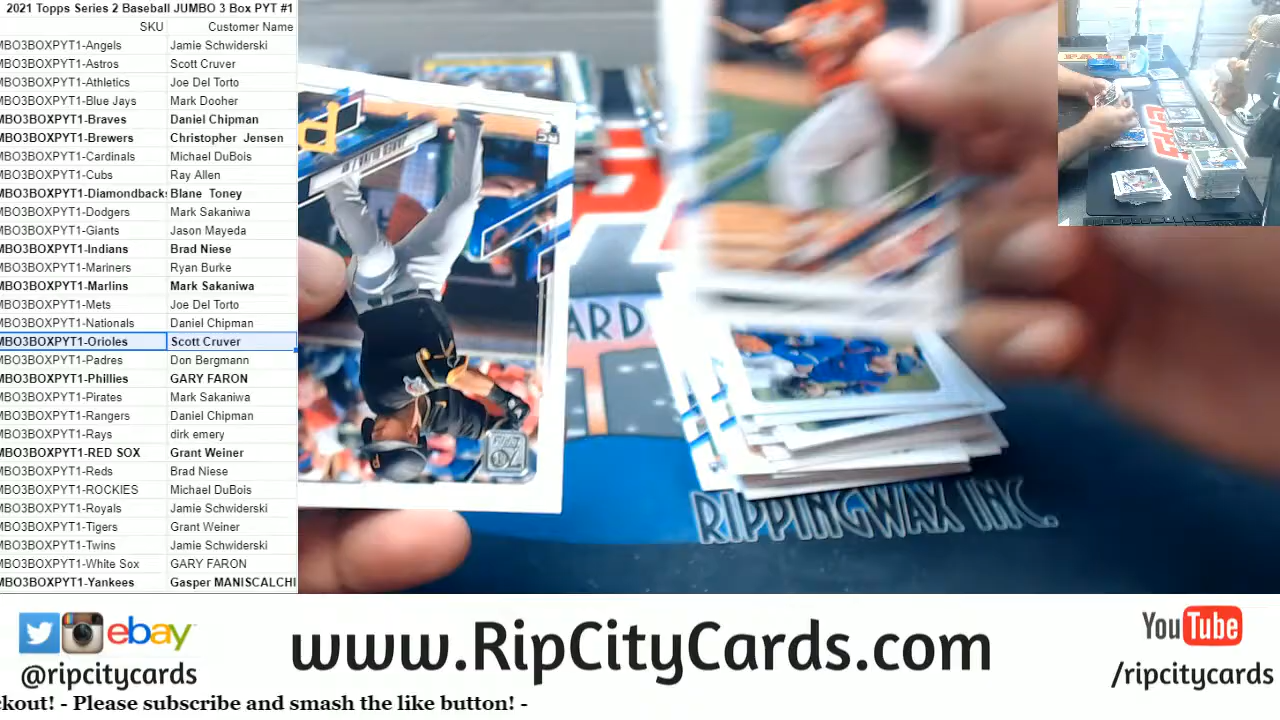 2021 Topps Series 2 Baseball JUMBO 3 Box PYT #1
SKU Customer Name
MBO3BOXPYT1-Angels Jamie Schwiderski
MBO3BOXPYT1-Astros Scott Cruver
MBO3BOXPYT1-Athletics Joe Del Torto
MBO3BOXPYT1-Blue Jays Mark Dooher
MBO3BOXPYT1-Braves Daniel Chipman
MBO3BOXPYT1-Brewers Christopher Jensen
MBO3BOXPYT1-Cardinals Michael DuBois
MBO3BOXPYT1-Cubs Ray Allen
MBO3BOXPYT1-Diamondbacks Blane Toney
MBO3BOXPYT1-Dodgers Mark Sakaniwa
MBO3BOXPYT1-Giants Jason Mayeda
MBO3BOXPYT1-Indians Brad Niese
MBO3BOXPYT1-Mariners Ryan Burke
MBO3BOXPYT1-Marlins Mark Sakaniwa
MBO3BOXPYT1-Mets Joe Del Torto
MBO3BOXPYT1-Nationals Daniel Chipman
MBO3BOXPYT1-Orioles Scott Cruver
MBO3BOXPYT1-Padres Don Bergmann
MBO3BOXPYT1-Phillies GARY FARON
MBO3BOXPYT1-Pirates Mark Sakaniwa
MBO3BOXPYT1-Rangers Daniel Chipman
MBO3BOXPYT1-Rays dirk emery
MBO3BOXPYT1-RED SOX Grant Weiner
MBO3BOXPYT1-Reds Brad Niese
MBO3BOXPYT1-ROCKIES Michael DuBois
MBO3BOXPYT1-Royals Jamie Schwiderski
MBO3BOXPYT1-Tigers Grant Weiner
MBO3BOXPYT1-Twins Jamie Schwiderski
MBO3BOXPYT1-White Sox GARY FARON
MBO3BOXPYT1-Yankees Gasper MANISCALCHI
ARDS
RIPPINGWAX INC.
70
ebay
@ripcitycards
www.RipCityCards.com
YouTube
/ripcitycards
ckout! - Please subscribe and smash the like button! -